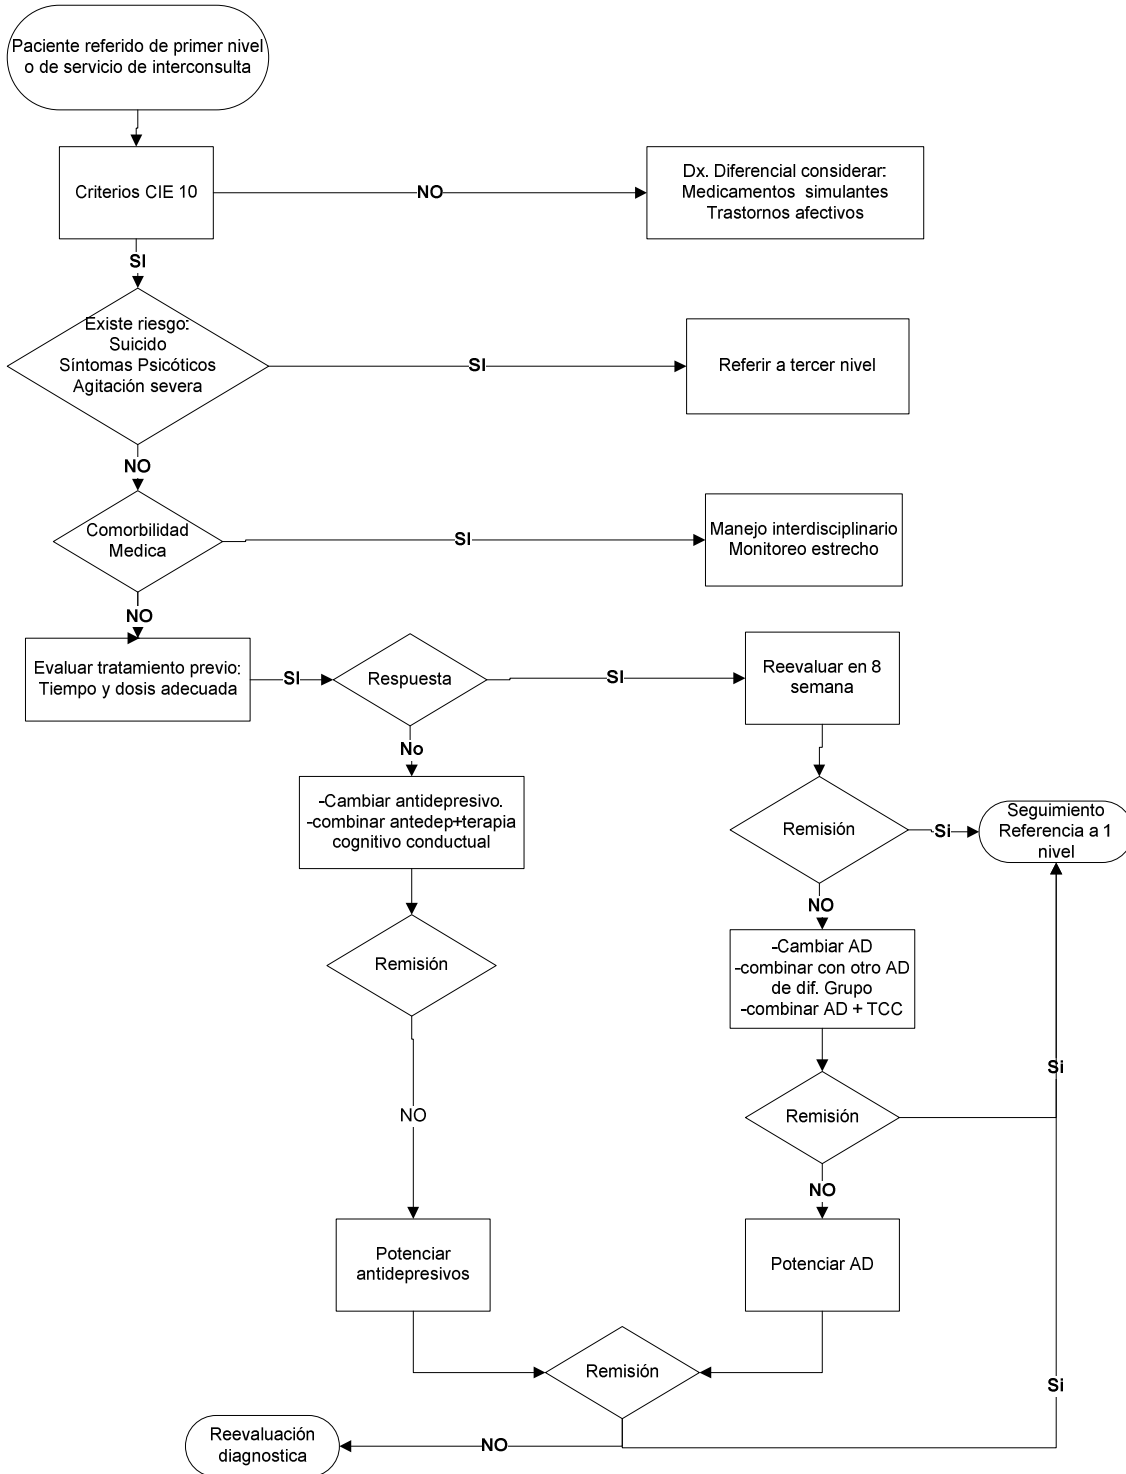 Paciente referido de primer nivel
o de servicio de interconsulta
Criterios CIE 10
NO
Dx. Diferencial considerar:
Medicamentos simulantes
Trastornos afectivos
SI
Existe riesgo:
Suicido
Síntomas Psicóticos
Agitación severa
SI
Referir a tercer nivel
NO
Comorbilidad
Medica
SI
Manejo interdisciplinario
Monitoreo estrecho
NO
Evaluar tratamiento previo:
Tiempo y dosis adecuada
SI
Respuesta
SI
Reevaluar en 8
semana
No
-Cambiar antidepresivo.
-combinar antedep+terapia
cognitivo conductual
Remisión
Si
Seguimiento
Referencia a 1
nivel
NO
-Cambiar AD
-combinar con otro AD
de dif. Grupo
-combinar AD + TCC
Remisión
NO
Remisión
Si
NO
Potenciar
antidepresivos
Potenciar AD
Remisión
Si
NO
Reevaluación
diagnostica